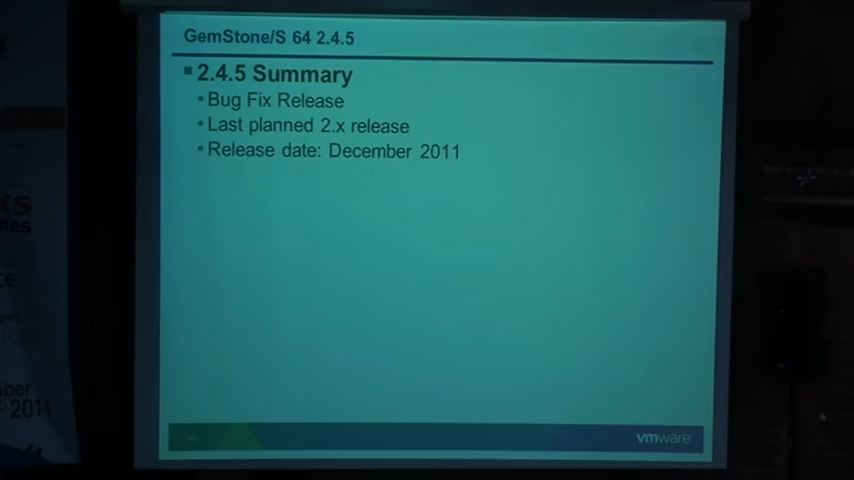 GemStone/S 64 2.4.5
2.4.5 Summary
Bug Fix Release
Last planned 2.x release
Release date: December 2011
vmware
2011